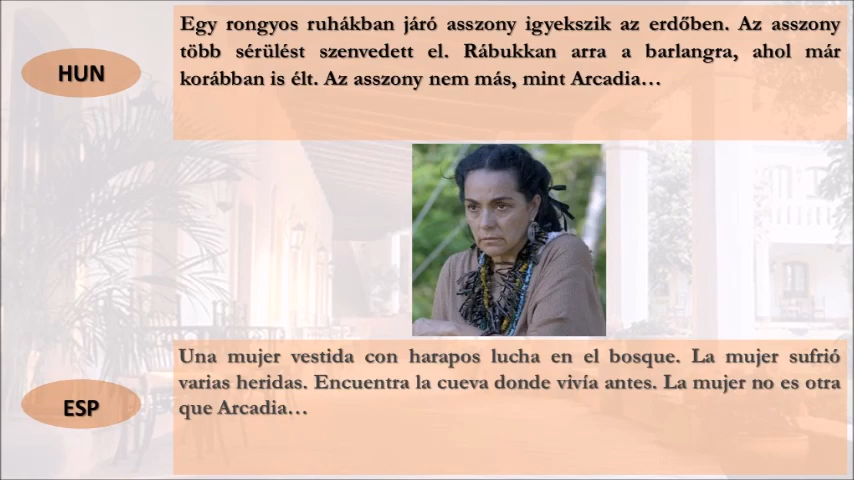 HUN
Egy rongyos ruhákban járó asszony igyekszik az erdőben. Az asszony
több sérülést szenvedett el. Rábukkan arra a barlangra, ahol már
korábban is élt. Az asszony nem más, mint Arcadia…
ESP
Una mujer vestida con harapos lucha en el bosque. La mujer sufrió
varias heridas. Encuentra la cueva donde vivía antes. La mujer no es otra
que Arcadia…